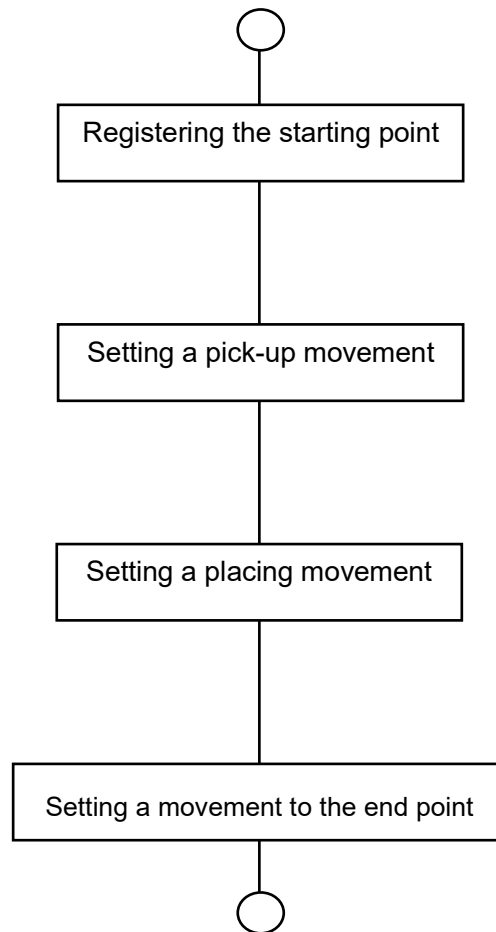 Registering the starting point
Setting a pick-up movement
Setting a placing movement
Setting a movement to the end point